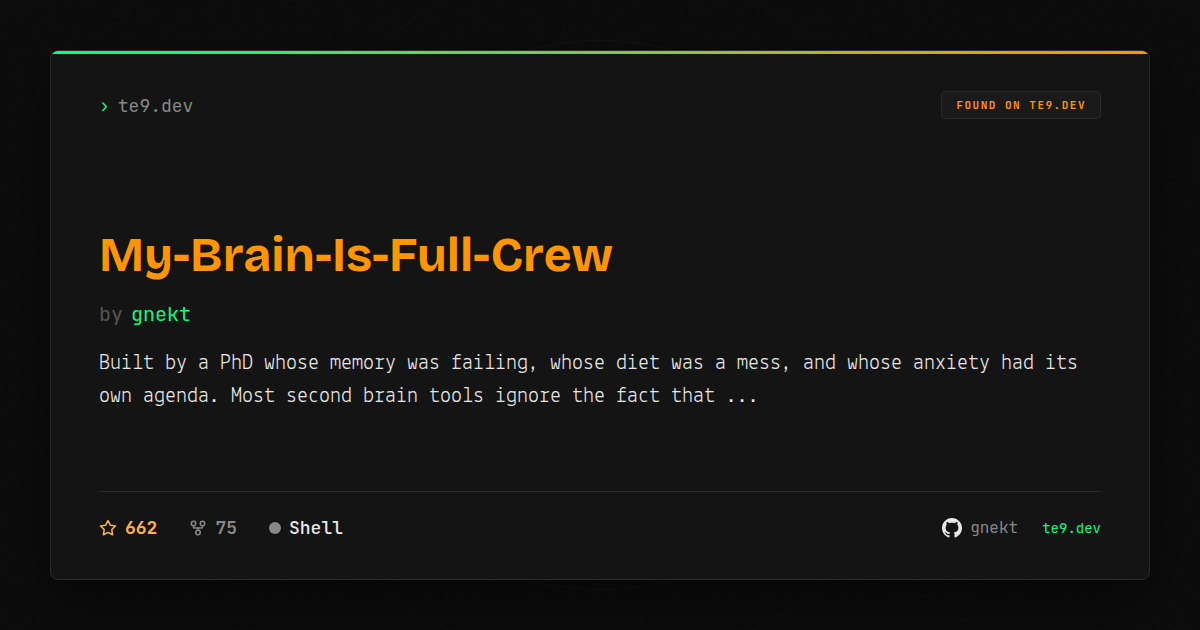 › te9.dev
FOUND ON TE9.DEV
My-Brain-Is-Full-Crew
by gnekt
Built by a PhD whose memory was failing, whose diet was a mess, and whose anxiety had its
own agenda. Most second brain tools ignore the fact that ...
662 75 Shell
gnekt te9.dev